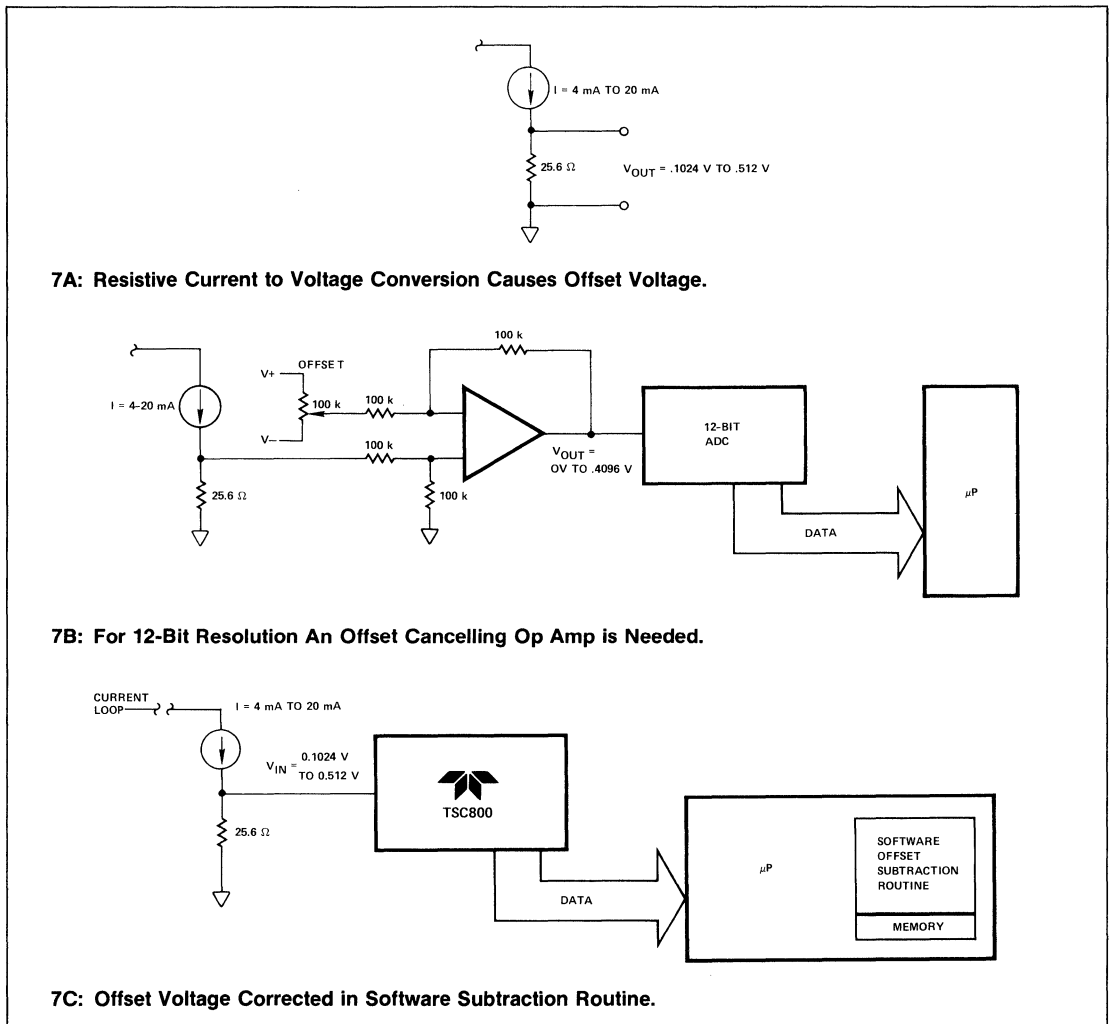 I = 4 mA TO 20 mA
25.6 Ω
VOUT = .1024 V TO .512 V
7A: Resistive Current to Voltage Conversion Causes Offset Voltage.
100 k
OFFSET
V+
I = 4-20 mA
100 k
100 k
V–
100 k
VOUT =
OV TO .4096 V
12-BIT
ADC
25.6 Ω
100 k
μP
DATA
7B: For 12-Bit Resolution An Offset Cancelling Op Amp is Needed.
CURRENT
LOOP
I = 4 mA TO 20 mA
VIN = 0.1024 V
TO 0.512 V
TSC800
25.6 Ω
μP
SOFTWARE
OFFSET
SUBTRACTION
ROUTINE
DATA
MEMORY
7C: Offset Voltage Corrected in Software Subtraction Routine.